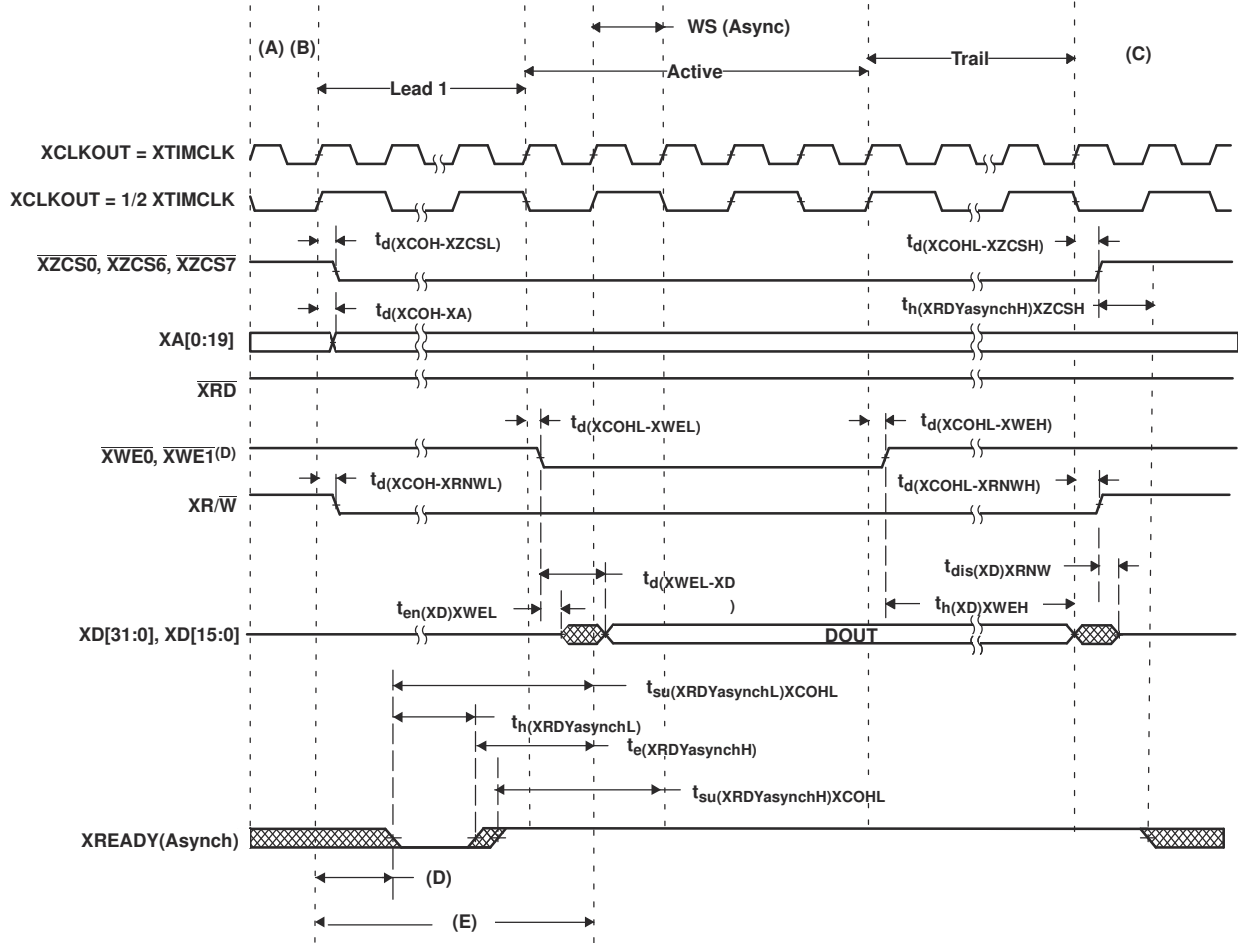 WS (Async)
(A) (B)
Active
Trail
(C)
Lead 1
XCLKOUT = XTIMCLK
XCLKOUT = 1/2 XTIMCLK
td(XCOH-XZCSL)
td(XCOHL-XZCSH)
XZCS0, XZCS6, XZCS7
td(XCOH-XA)
th(XRDYasynchH)XZCSH
XA[0:19]
XRD
td(XCOHL-XWEL)
td(XCOHL-XWEH)
XWE0, XWE1(D)
td(XCOH-XRNWL)
td(XCOHL-XRNWH)
XR/W
tdis(XD)XRNW
td(XWEL-XD
)
ten(XD)XWEL
th(XD)XWEH
XD[31:0], XD[15:0]
DOUT
tsu(XRDYasynchL)XCOHL
th(XRDYasynchL)
te(XRDYasynchH)
tsu(XRDYasynchH)XCOHL
XREADY(Asynch)
(D)
(E)